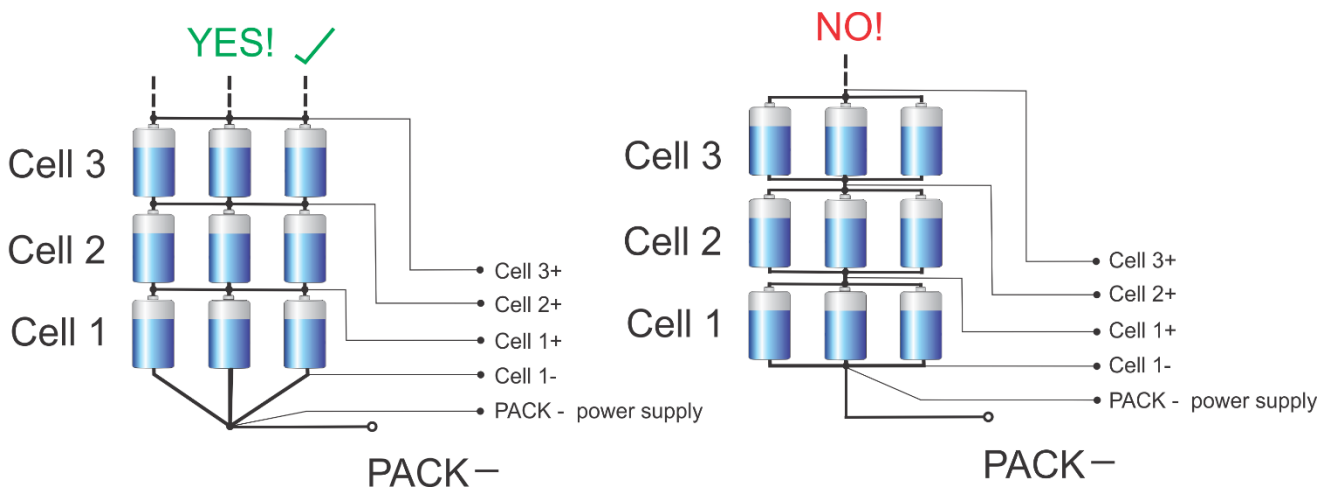 YES! ✓
Cell 3
Cell 2
Cell 1
Cell 3+
Cell 2+
Cell 1+
Cell 1-
PACK - power supply
PACK –
NO!
Cell 3
Cell 2
Cell 1
Cell 3+
Cell 2+
Cell 1+
Cell 1-
PACK - power supply
PACK –